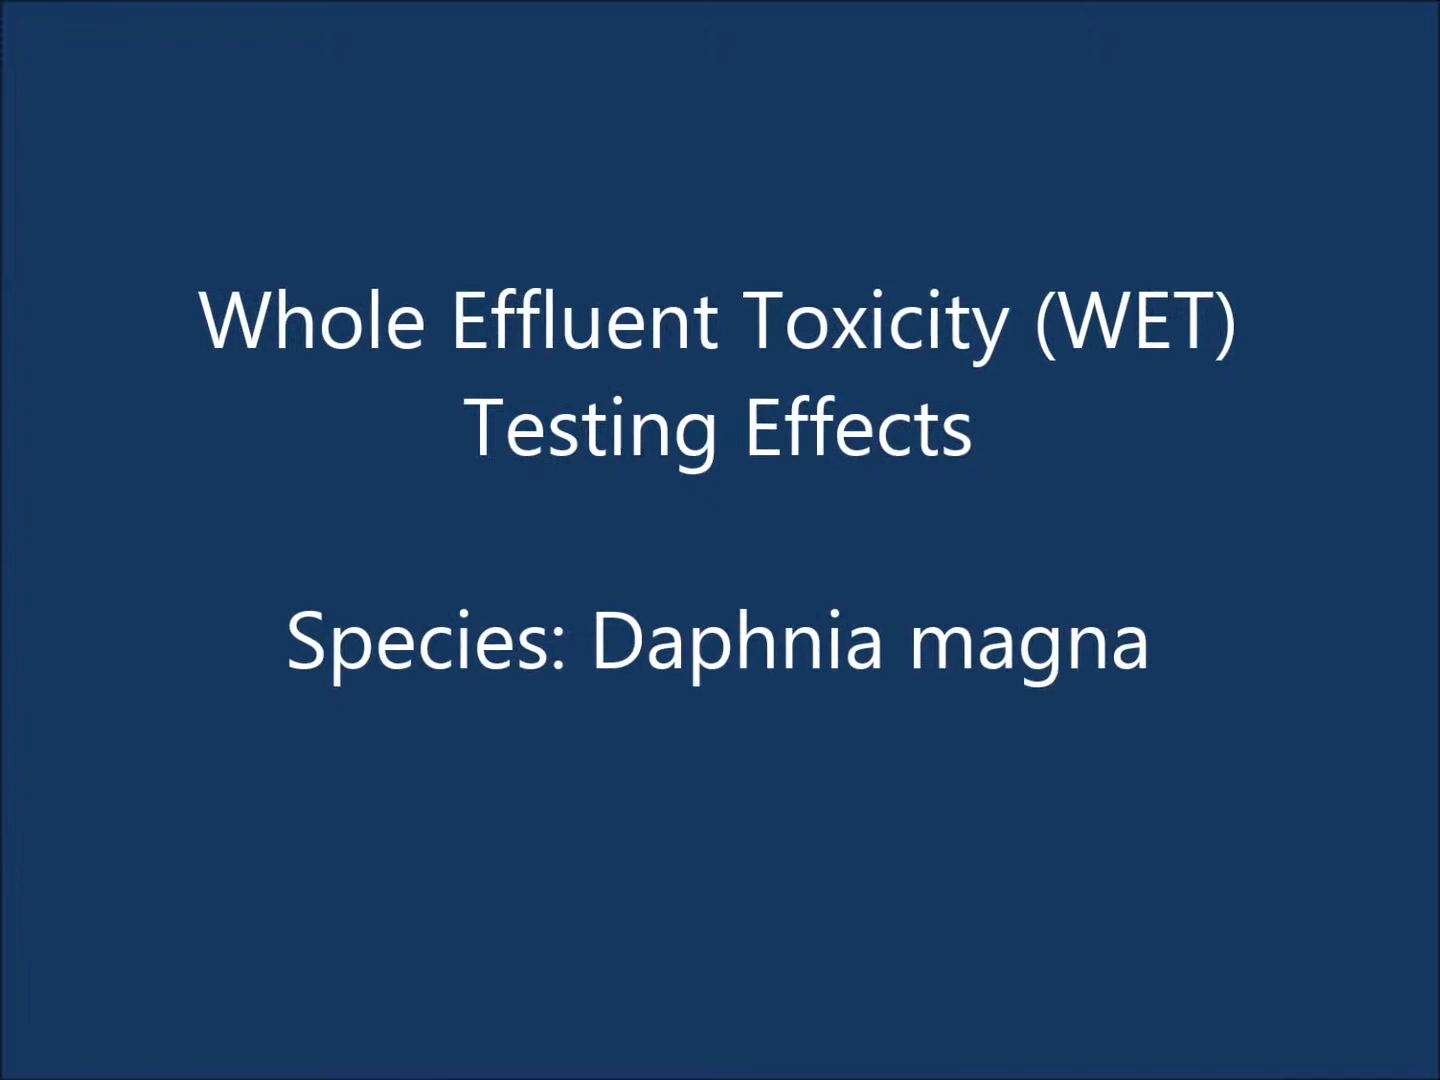 Whole Effluent Toxicity (WET)
Testing Effects
Species: Daphnia magna